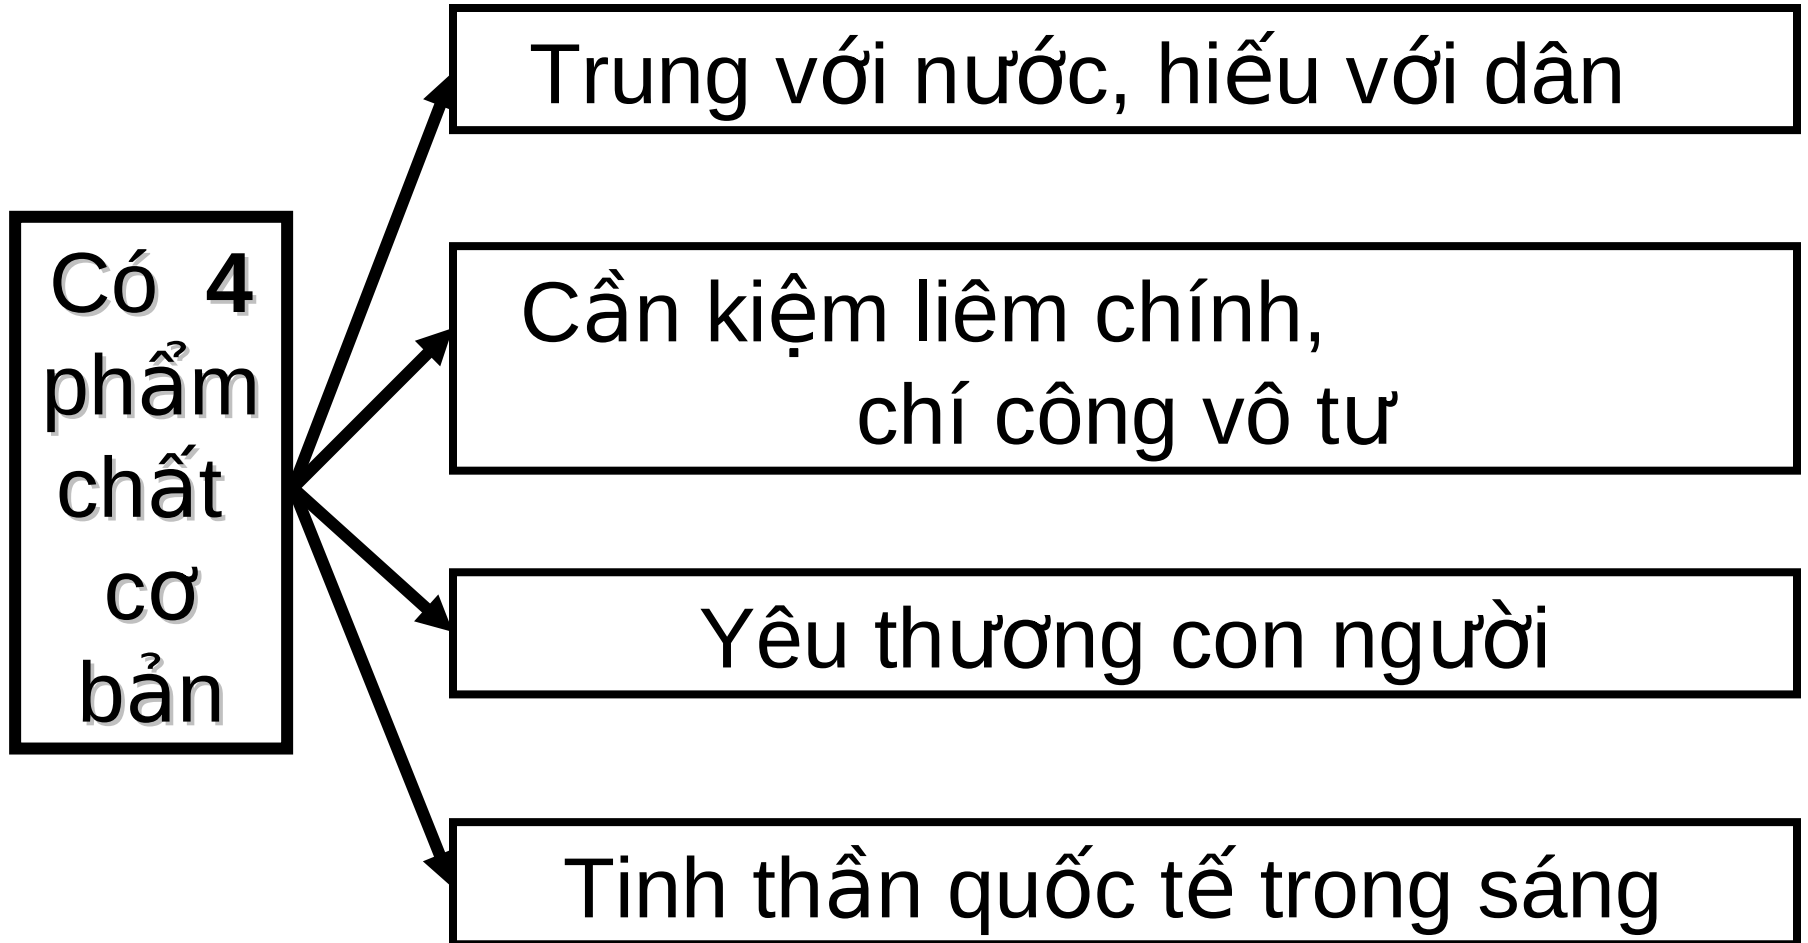 Có 4
phẩm
chất
cơ
bản
Trung với nước, hiếu với dân
Cần kiệm liêm chính,
chí công vô tư
Yêu thương con người
Tinh thần quốc tế trong sáng